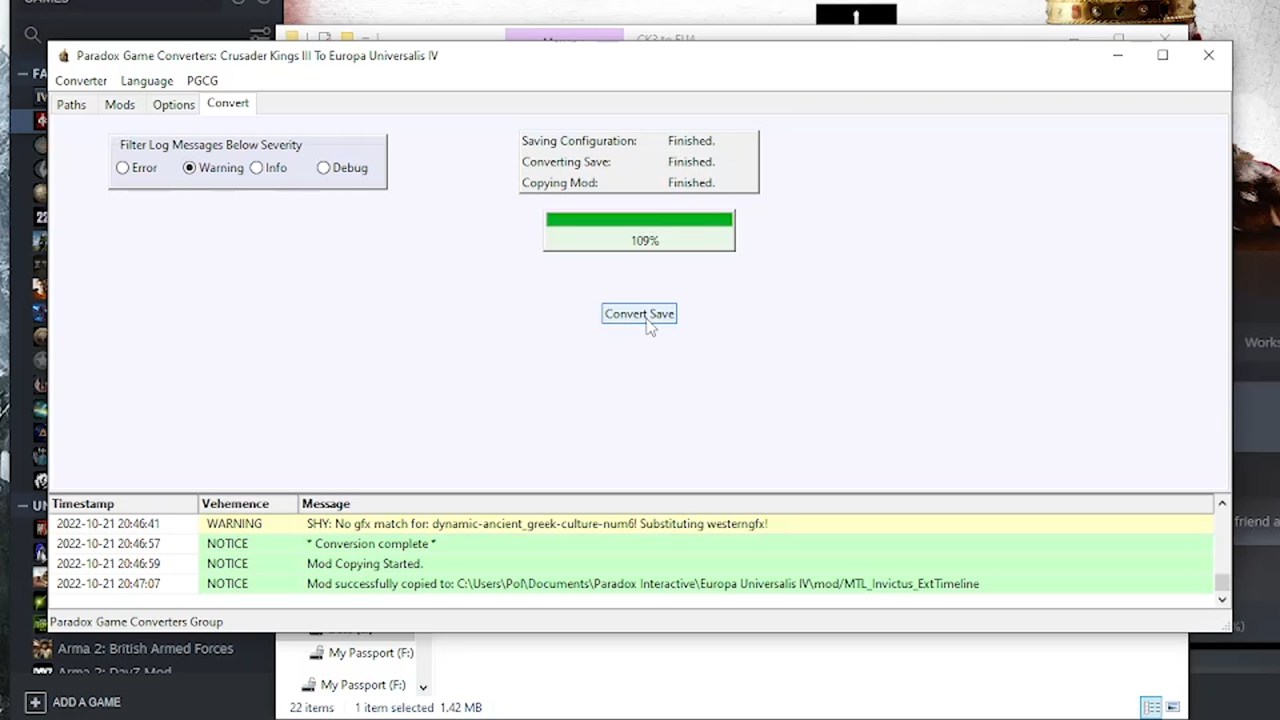 Paradox Game Converters: Crusader Kings III To Europa Universalis IV
Converter Language PGCG
Paths Mods Options Convert
Filter Log Messages Below Severity
Error Warning Info Debug
Saving Configuration: Finished.
Converting Save: Finished.
Copying Mod: Finished.
109%
Convert Save
Timestamp Vehemence Message
2022-10-21 20:46:41 WARNING SHY: No gfx match for: dynamic-ancient_greek-culture-num6! Substituting westerngfx!
2022-10-21 20:46:57 NOTICE * Conversion complete *
2022-10-21 20:46:59 NOTICE Mod Copying Started.
2022-10-21 20:47:07 NOTICE Mod successfully copied to: C:\Users\Pol\Documents\Paradox Interactive\Europa Universalis IV\mod/MTL_Invictus_ExtTimeline
Paradox Game Converters Group
Arma 2: British Armed Forces
Arma 2: DayZ Mod
ADD A GAME
My Passport (F:)
My Passport (F:)
22 items 1 item selected 1.42 MB
friend a